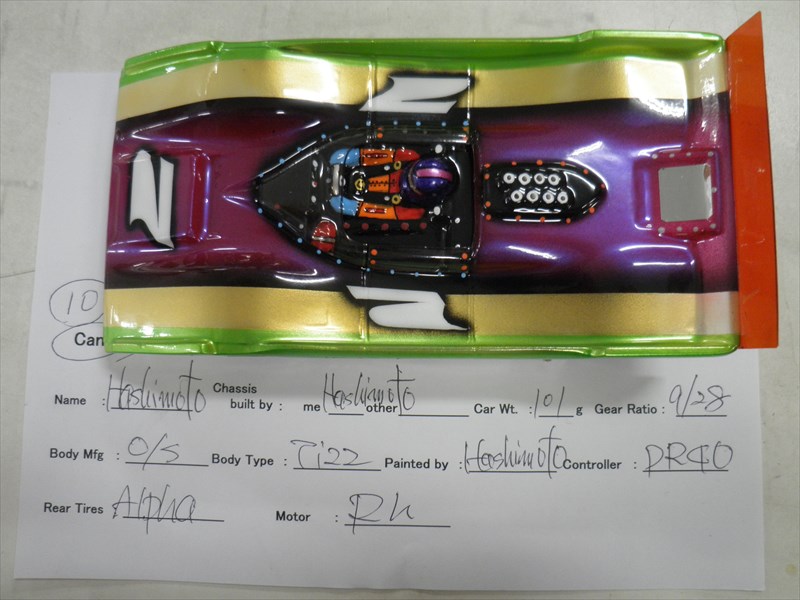 10
Can
Name : Hashimoto Chassis built by : me Hashimoto other Car Wt. : 101 g Gear Ratio : 9/28
Body Mfg : O/S Body Type : Ti22 Painted by : Hashimoto Controller : DR40
Rear Tires Alpha Motor :